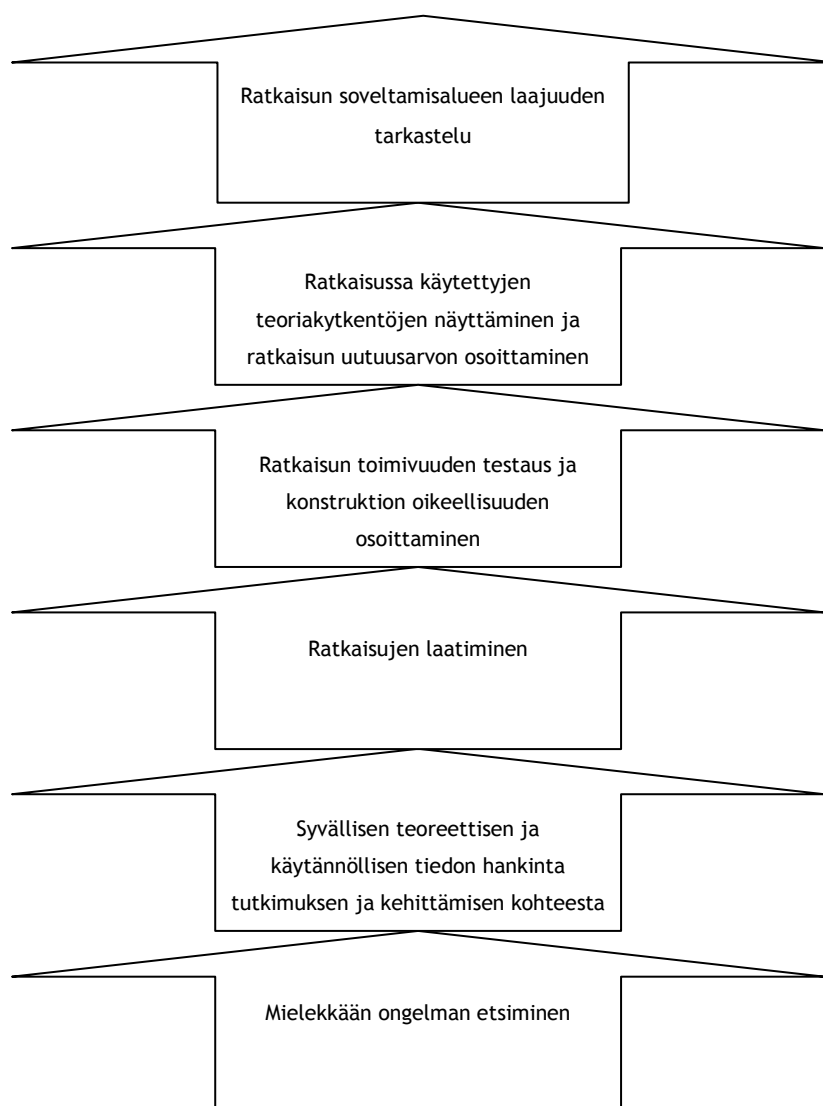 Ratkaisun soveltamisalueen laajuuden
tarkastelu
Ratkaisussa käytettyjen
teoriakytkentöjen näyttäminen ja
ratkaisun uutuusarvon osoittaminen
Ratkaisun toimivuuden testaus ja
konstruktion oikeellisuuden
osoittaminen
Ratkaisujen laatiminen
Syvällisen teoreettisen ja
käytännöllisen tiedon hankinta
tutkimuksen ja kehittämisen kohteesta
Mielekkään ongelman etsiminen